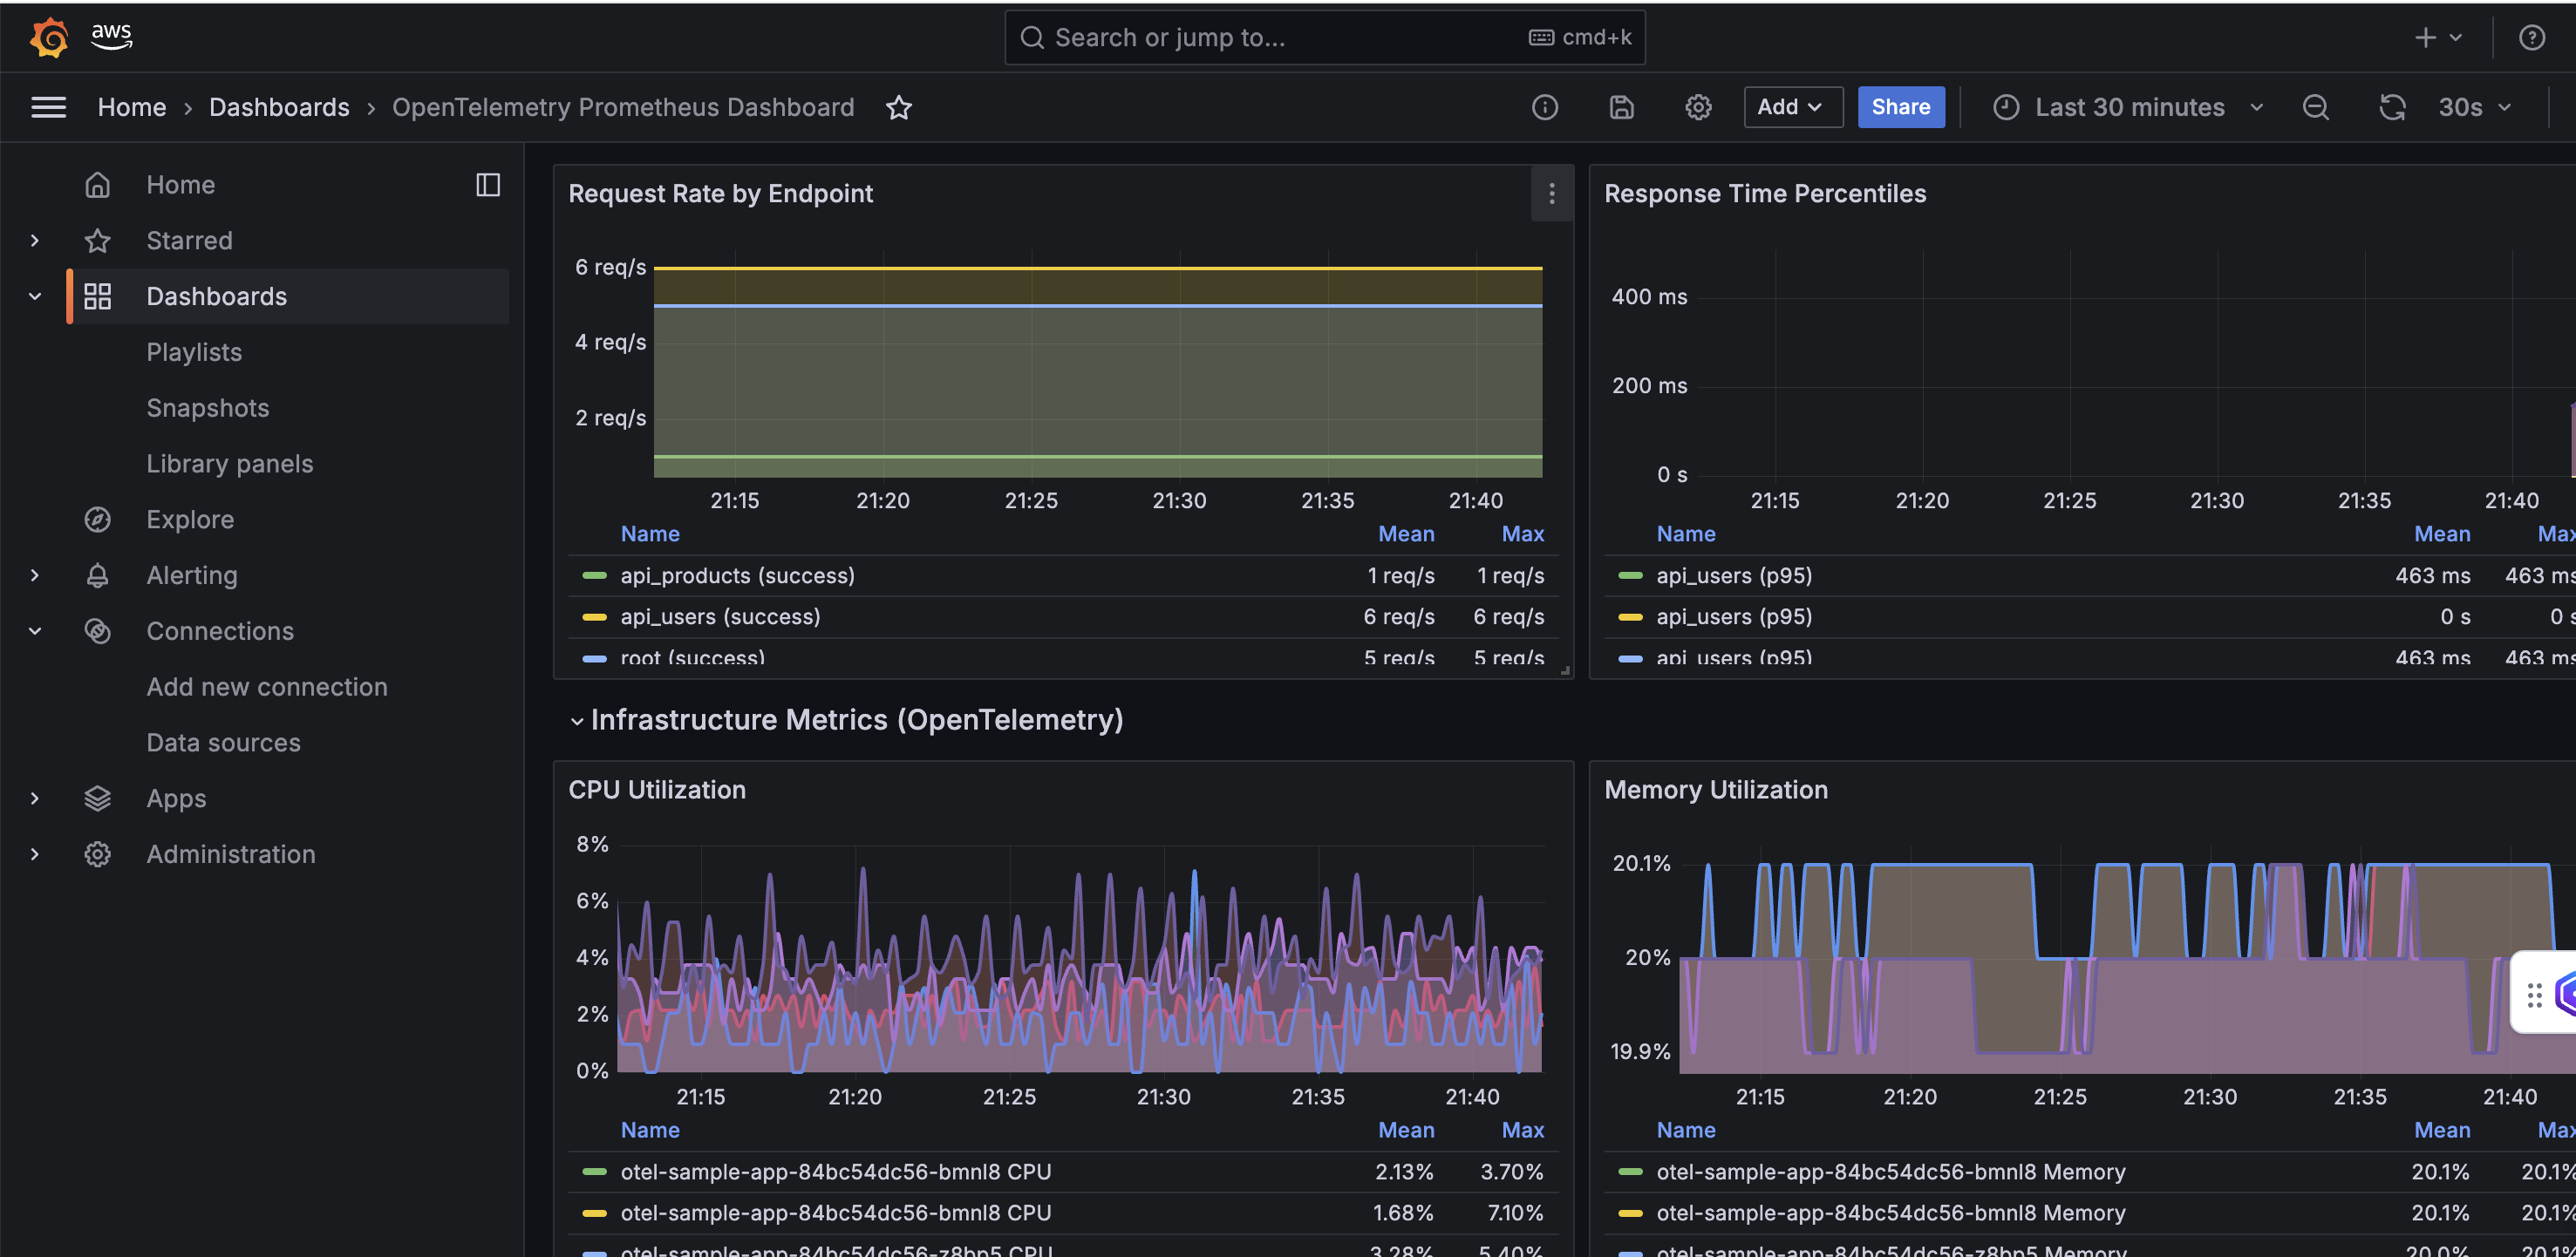 aws
Search or jump to...
cmd+k
Home > Dashboards > OpenTelemetry Prometheus Dashboard
Add
Share
Last 30 minutes
30s
Home
Starred
Dashboards
Playlists
Snapshots
Library panels
Explore
Alerting
Connections
Add new connection
Data sources
Apps
Administration
Request Rate by Endpoint
6 req/s
4 req/s
2 req/s
21:15 21:20 21:25 21:30 21:35 21:40
Name Mean Max
api_products (success) 1 req/s 1 req/s
api_users (success) 6 req/s 6 req/s
root (success) 5 req/s 5 req/s
Response Time Percentiles
400 ms
200 ms
0 s
21:15 21:20 21:25 21:30 21:35 21:40
Name Mean Max
api_users (p95) 463 ms 463 ms
api_users (p95) 0 s 0 s
api_users (p95) 463 ms 463 ms
Infrastructure Metrics (OpenTelemetry)
CPU Utilization
8%
6%
4%
2%
0%
21:15 21:20 21:25 21:30 21:35 21:40
Name Mean Max
otel-sample-app-84bc54dc56-bmnl8 CPU 2.13% 3.70%
otel-sample-app-84bc54dc56-bmnl8 CPU 1.68% 7.10%
otel-sample-app-84bc54dc56-z8bp5 CPU 3.28% 5.40%
Memory Utilization
20.1%
20%
19.9%
21:15 21:20 21:25 21:30 21:35 21:40
Name Mean Max
otel-sample-app-84bc54dc56-bmnl8 Memory 20.1% 20.1%
otel-sample-app-84bc54dc56-bmnl8 Memory 20.1% 20.1%
otel-sample-app-84bc54dc56-z8bp5 Memory 20.0% 20.1%